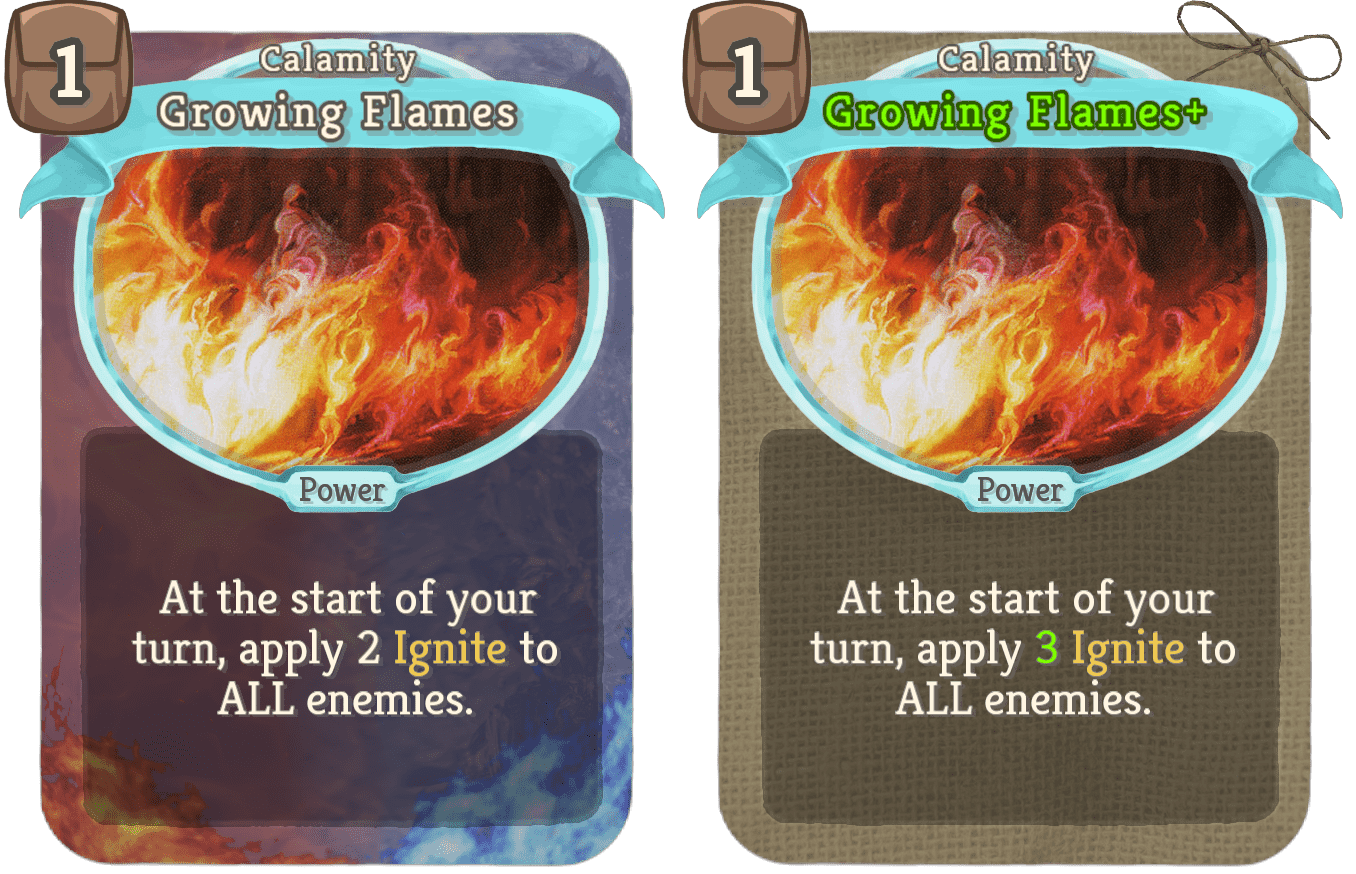 1
Calamity
Growing Flames
Power
At the start of your
turn, apply 2 Ignite to
ALL enemies.
1
Calamity
Growing Flames+
Power
At the start of your
turn, apply 3 Ignite to
ALL enemies.